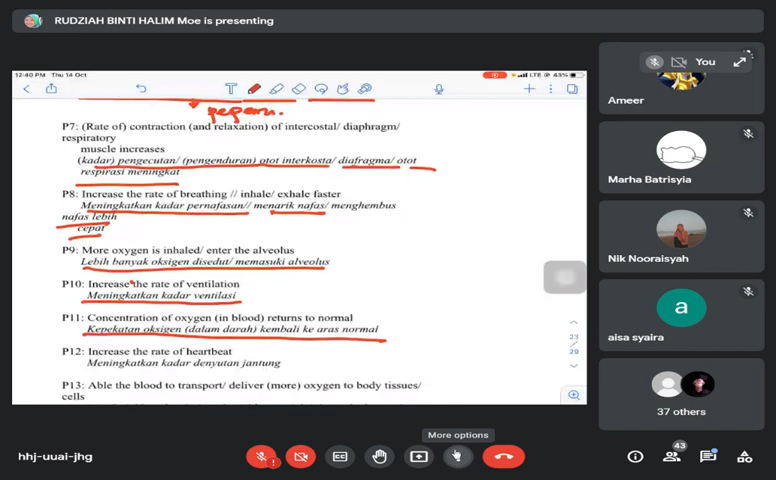 RUDZIAH BINTI HALIM Moe is presenting
12:40 PM Thu 14 Oct
LTE 43%
T
P7: (Rate of) contraction (and relaxation) of intercostal/ diaphragm/
respiratory
muscle increases
(kadar) pengecutan/ (pengenduran) otot interkosta/ diafragma/ otot
respirasi meningkat
P8: Increase the rate of breathing // inhale/ exhale faster
Meningkatkan kadar pernafasan// menarik nafas/ menghembus
nafas lebih
cepat
P9: More oxygen is inhaled/ enter the alveolus
Lebih banyak oksigen disedut/ memasuki alveolus
P10: Increase the rate of ventilation
Meningkatkan kadar ventilasi
P11: Concentration of oxygen (in blood) returns to normal
Kepekatan oksigen (dalam darah) kembali ke aras normal
P12: Increase the rate of heartbeat
Meningkatkan kadar denyutan jantung
P13: Able the blood to transport/ deliver (more) oxygen to body tissues/
cells
23
29
You
Ameer
Marha Batrisyia
Nik Nooraisyah
a
aisa syaira
37 others
More options
hhj-uuai-jhg
43